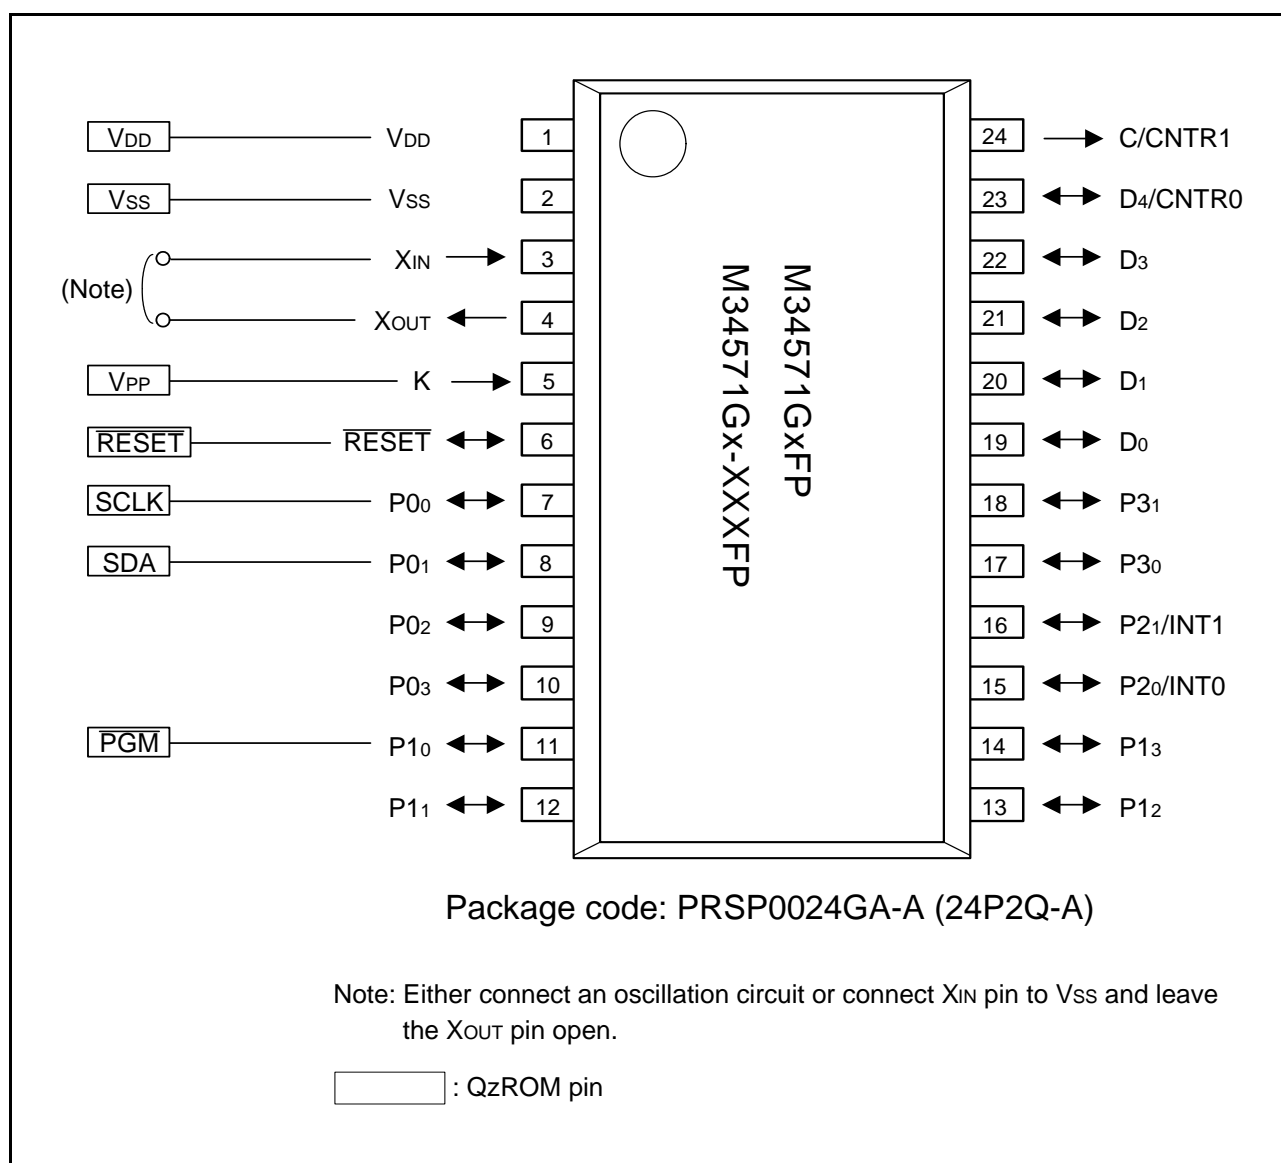 VDD VDD 1 24 C/CNTR1
VSS VSS 2 23 D4/CNTR0
XIN 3 22 D3
(Note)
XOUT 4 21 D2
VPP K 5 20 D1
RESET RESET 6 19 D0
SCLK P00 7 18 P31
SDA P01 8 17 P30
P02 9 16 P21/INT1
P03 10 15 P20/INT0
PGM P10 11 14 P13
P11 12 13 P12
M34571GxFP
M34571Gx-XXXFP
Package code: PRSP0024GA-A (24P2Q-A)
Note: Either connect an oscillation circuit or connect XIN pin to VSS and leave
the XOUT pin open.
: QzROM pin